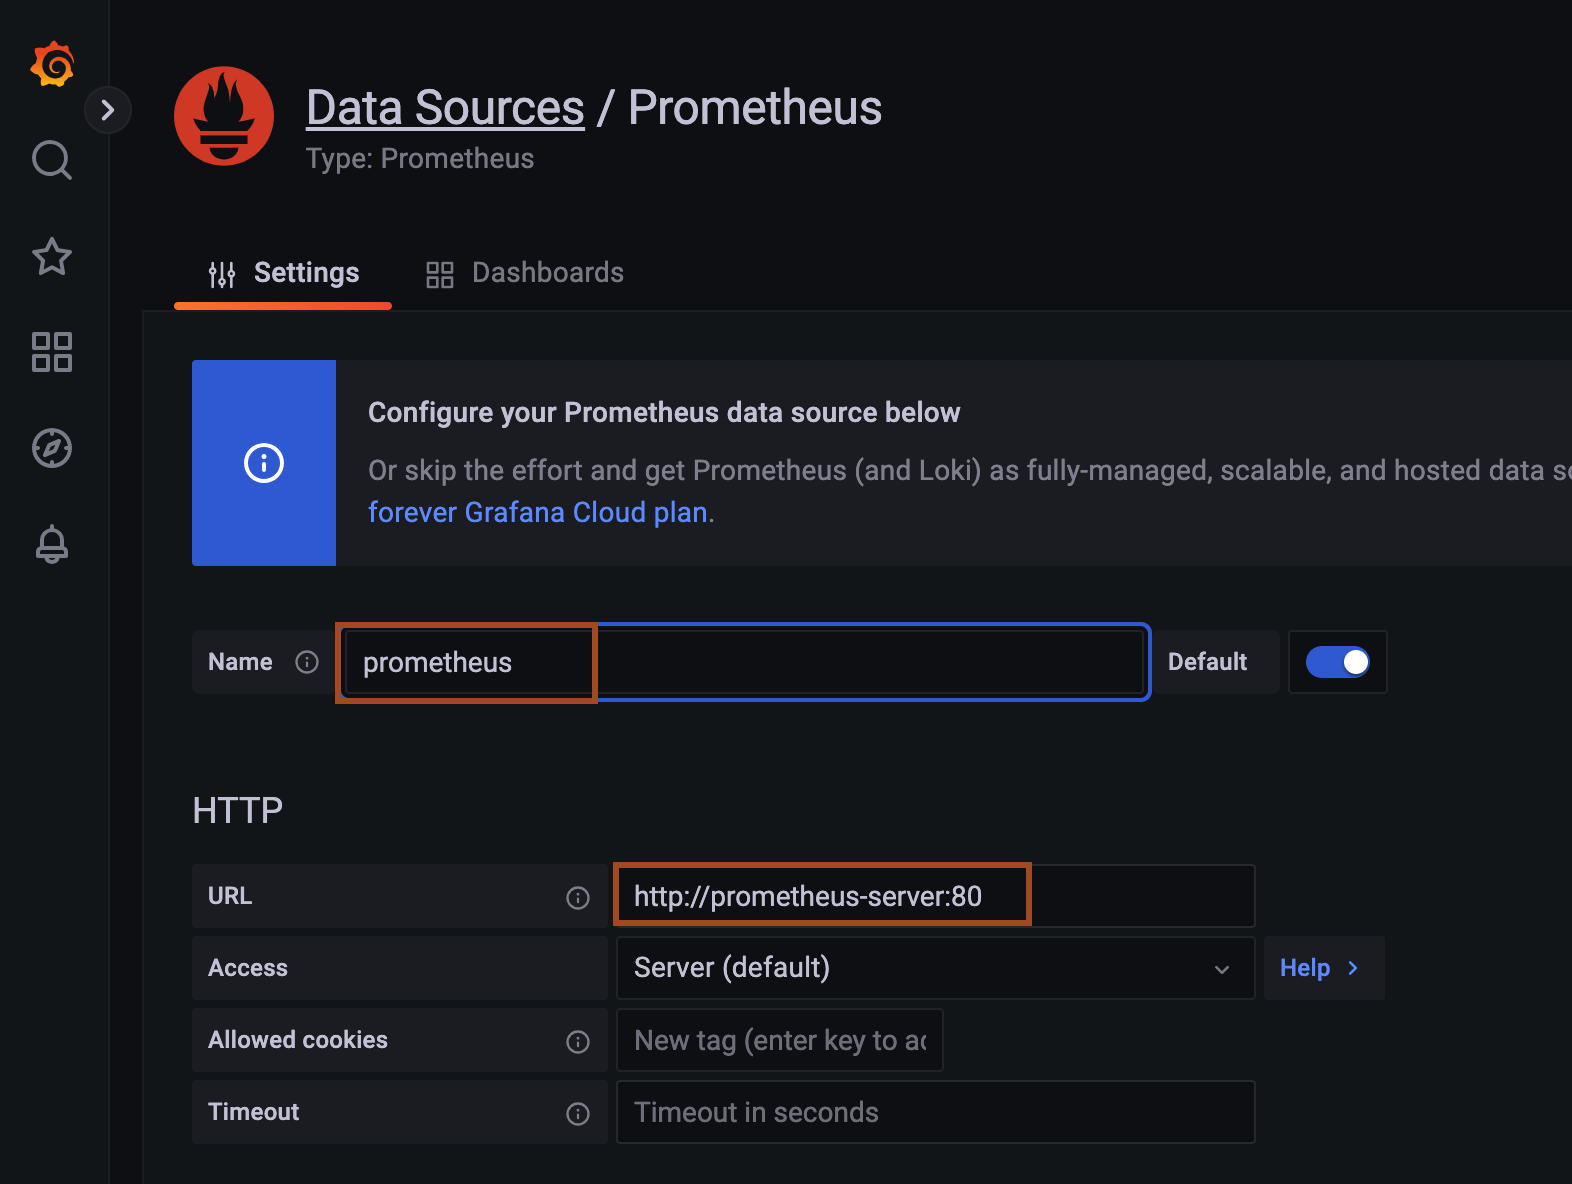 Data Sources / Prometheus
Type: Prometheus
Settings
Dashboards
Configure your Prometheus data source below
Or skip the effort and get Prometheus (and Loki) as fully-managed, scalable, and hosted data
forever Grafana Cloud plan.
Name
prometheus
Default
HTTP
URL
http://prometheus-server:80
Access
Server (default)
Help
Allowed cookies
New tag (enter key to
Timeout
Timeout in seconds